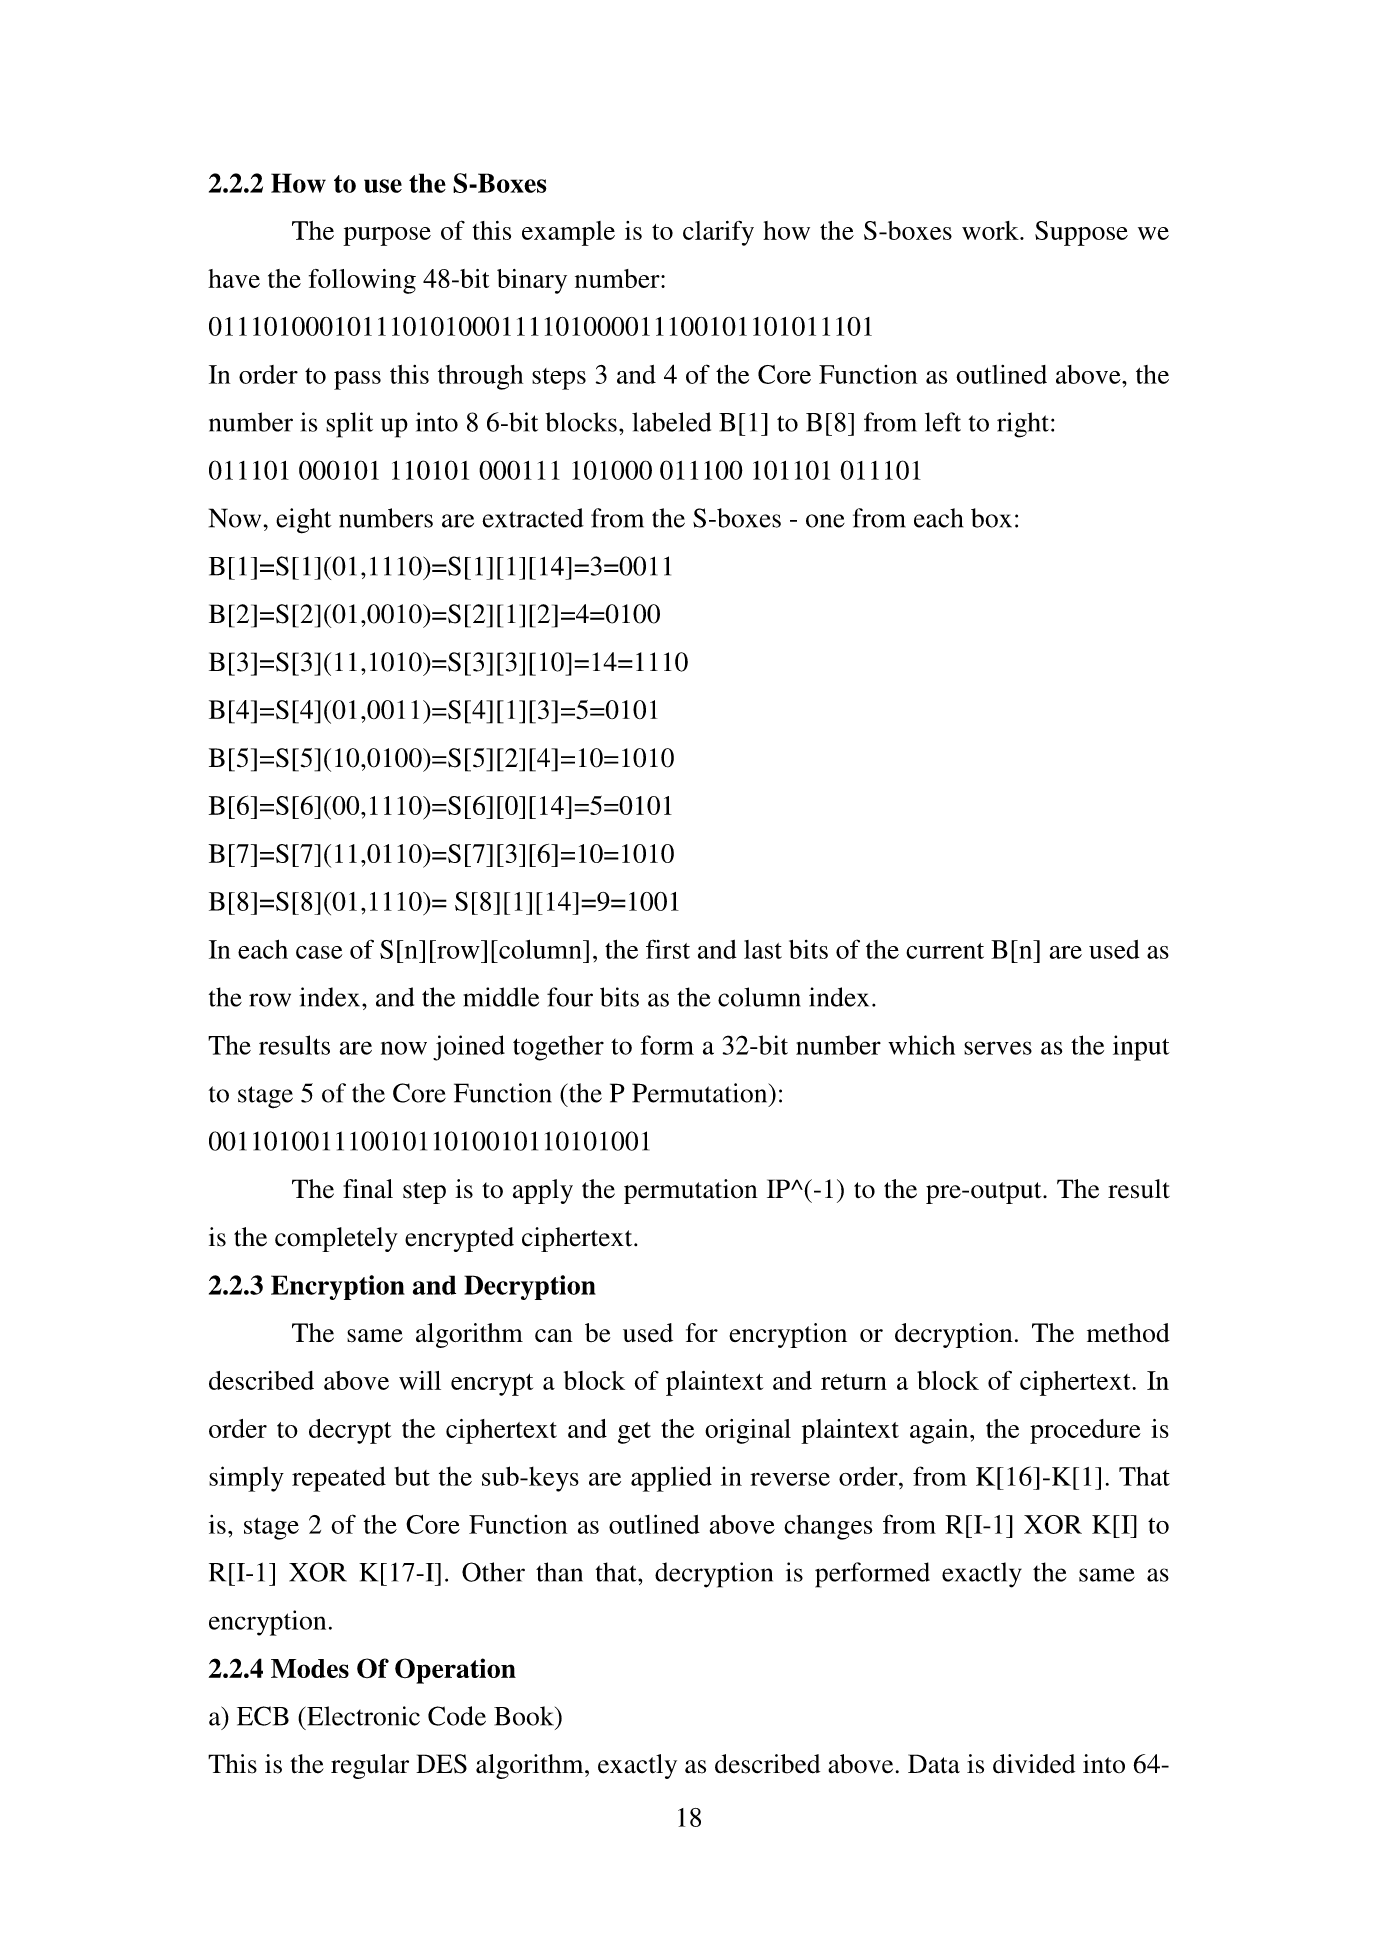 2.2.2 How to use the S-Boxes
The purpose of this example is to clarify how the S-boxes work. Suppose we
have the following 48-bit binary number:
011101000101110101000111101000011100101101011101
In order to pass this through steps 3 and 4 of the Core Function as outlined above, the
number is split up into 8 6-bit blocks, labeled B[1] to B[8] from left to right:
011101 000101 110101 000111 101000 011100 101101 011101
Now, eight numbers are extracted from the S-boxes - one from each box:
B[1]=S[1](01,1110)=S[1][1][14]=3=0011
B[2]=S[2](01,0010)=S[2][1][2]=4=0100
B[3]=S[3](11,1010)=S[3][3][10]=14=1110
B[4]=S[4](01,0011)=S[4][1][3]=5=0101
B[5]=S[5](10,0100)=S[5][2][4]=10=1010
B[6]=S[6](00,1110)=S[6][0][14]=5=0101
B[7]=S[7](11,0110)=S[7][3][6]=10=1010
B[8]=S[8](01,1110)= S[8][1][14]=9=1001
In each case of S[n][row][column], the first and last bits of the current B[n] are used as
the row index, and the middle four bits as the column index.
The results are now joined together to form a 32-bit number which serves as the input
to stage 5 of the Core Function (the P Permutation):
00110100111001011010010110101001
The final step is to apply the permutation IP^(-1) to the pre-output. The result
is the completely encrypted ciphertext.
2.2.3 Encryption and Decryption
The same algorithm can be used for encryption or decryption. The method
described above will encrypt a block of plaintext and return a block of ciphertext. In
order to decrypt the ciphertext and get the original plaintext again, the procedure is
simply repeated but the sub-keys are applied in reverse order, from K[16]-K[1]. That
is, stage 2 of the Core Function as outlined above changes from R[I-1] XOR K[I] to
R[I-1] XOR K[17-I]. Other than that, decryption is performed exactly the same as
encryption.
2.2.4 Modes Of Operation
a) ECB (Electronic Code Book)
This is the regular DES algorithm, exactly as described above. Data is divided into 64-
18